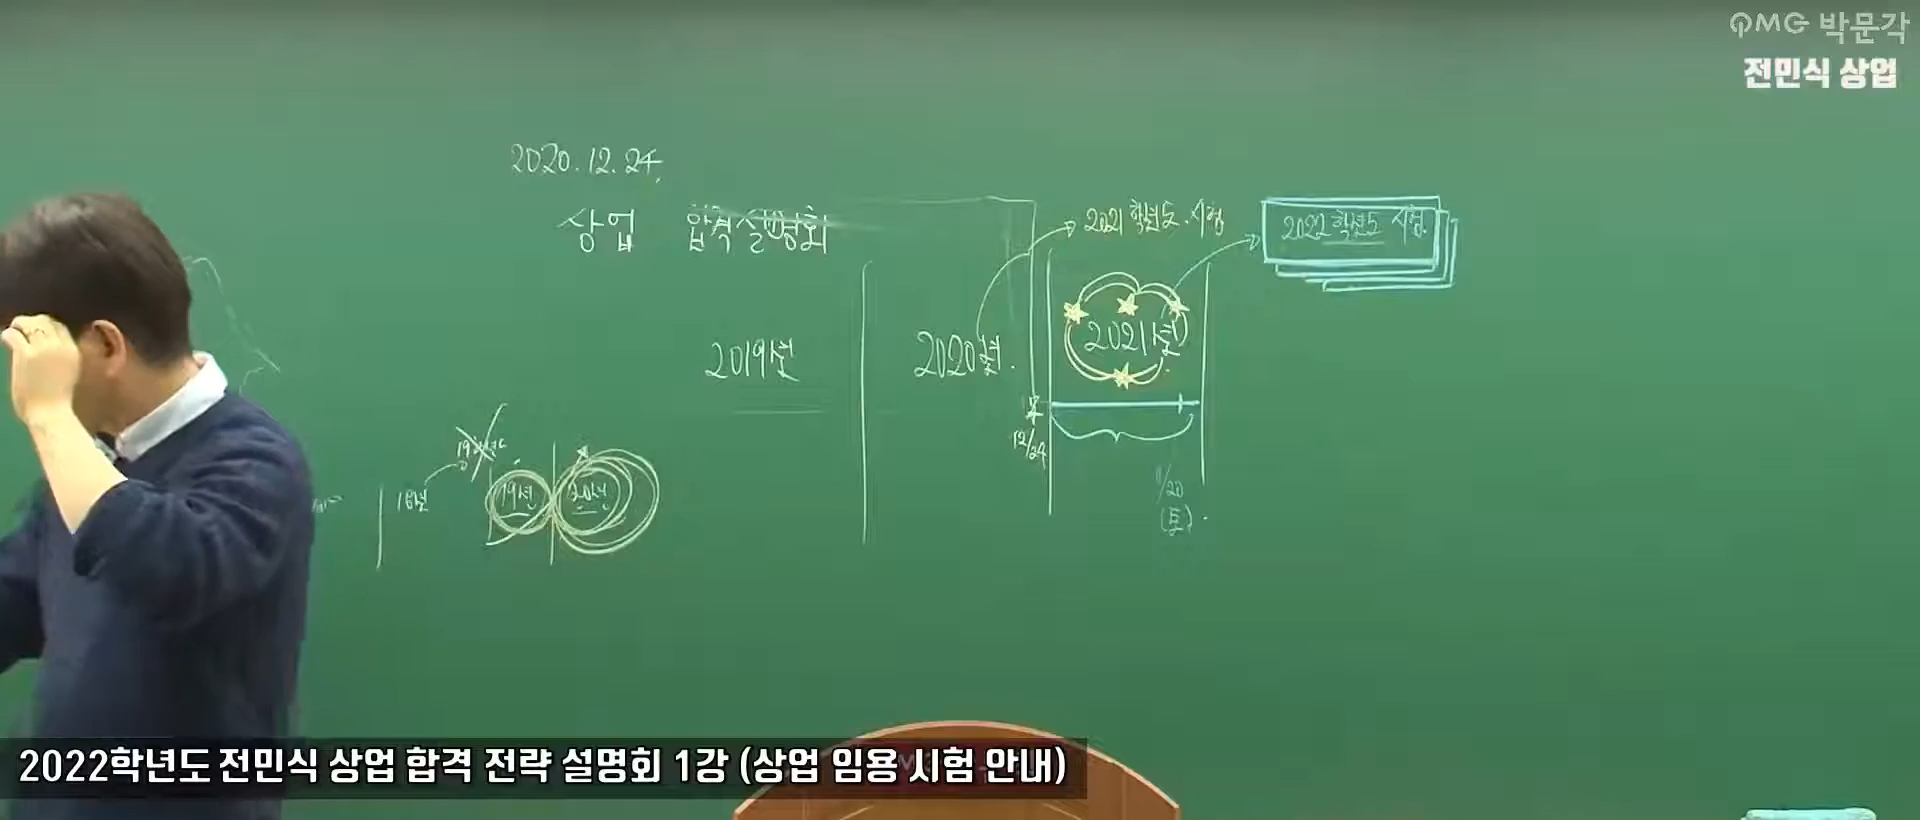 PMG 박문각
전민식 상업
2020.12.24.
상업 합격설명회
2021학년도.시험
2022학년도 시험.
2019년
2020년.
2021년
12/24
19년
20년
18년
11/20
(토).
2022학년도 전민식 상업 합격 전략 설명회 1강 (상업 임용 시험 안내)